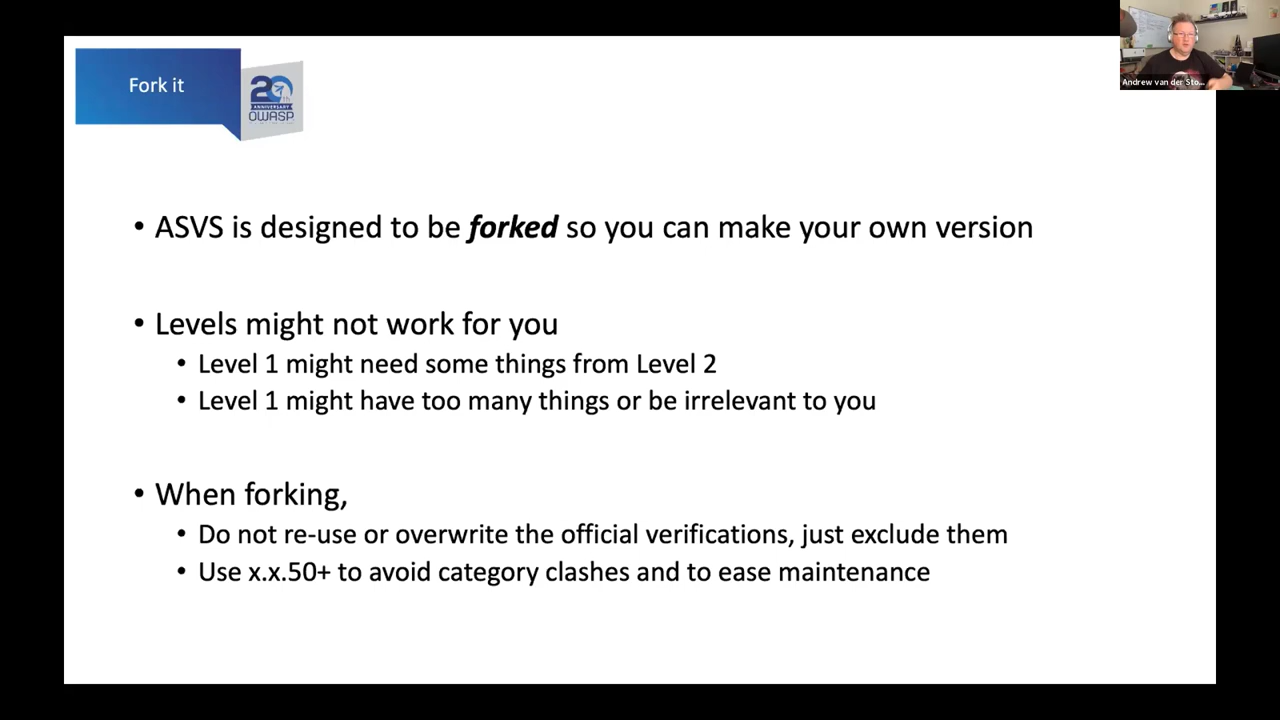 Fork it
20
ANNIVERSARY
OWASP
Andrew van der Sto...
• ASVS is designed to be forked so you can make your own version
• Levels might not work for you
• Level 1 might need some things from Level 2
• Level 1 might have too many things or be irrelevant to you
• When forking,
• Do not re-use or overwrite the official verifications, just exclude them
• Use x.x.50+ to avoid category clashes and to ease maintenance